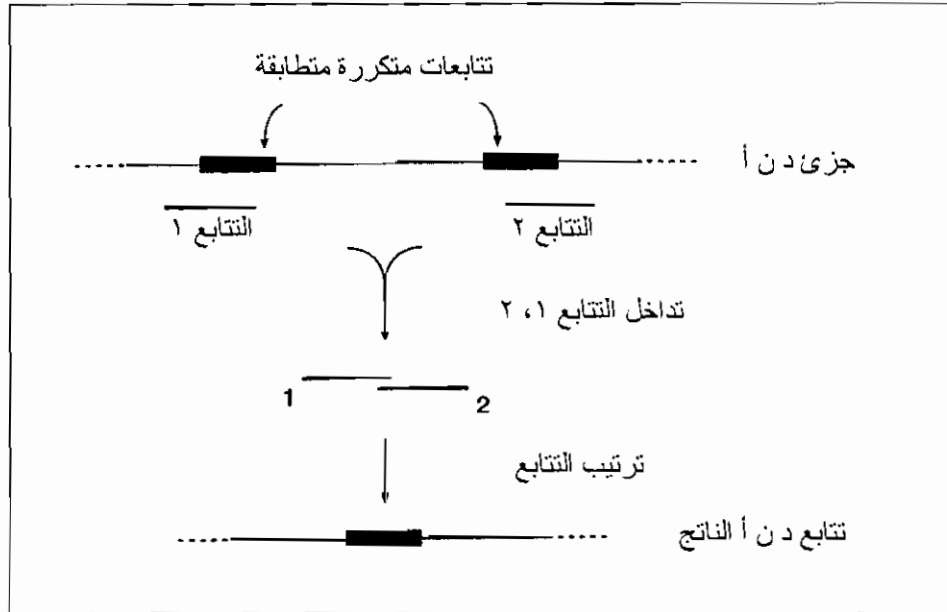 تتابعات متكررة متطابقة
جزئ د ن أ
التتابع ١
التتابع ٢
تداخل التتابع ١، ٢
1
2
ترتيب التتابع
تتابع د ن أ الناتج